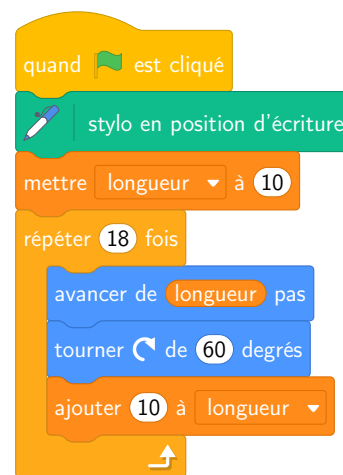 quand est cliqué
stylo en position d'écriture
mettre longueur à 10
répéter 18 fois
avancer de longueur pas
tourner de 60 degrés
ajouter 10 à longueur